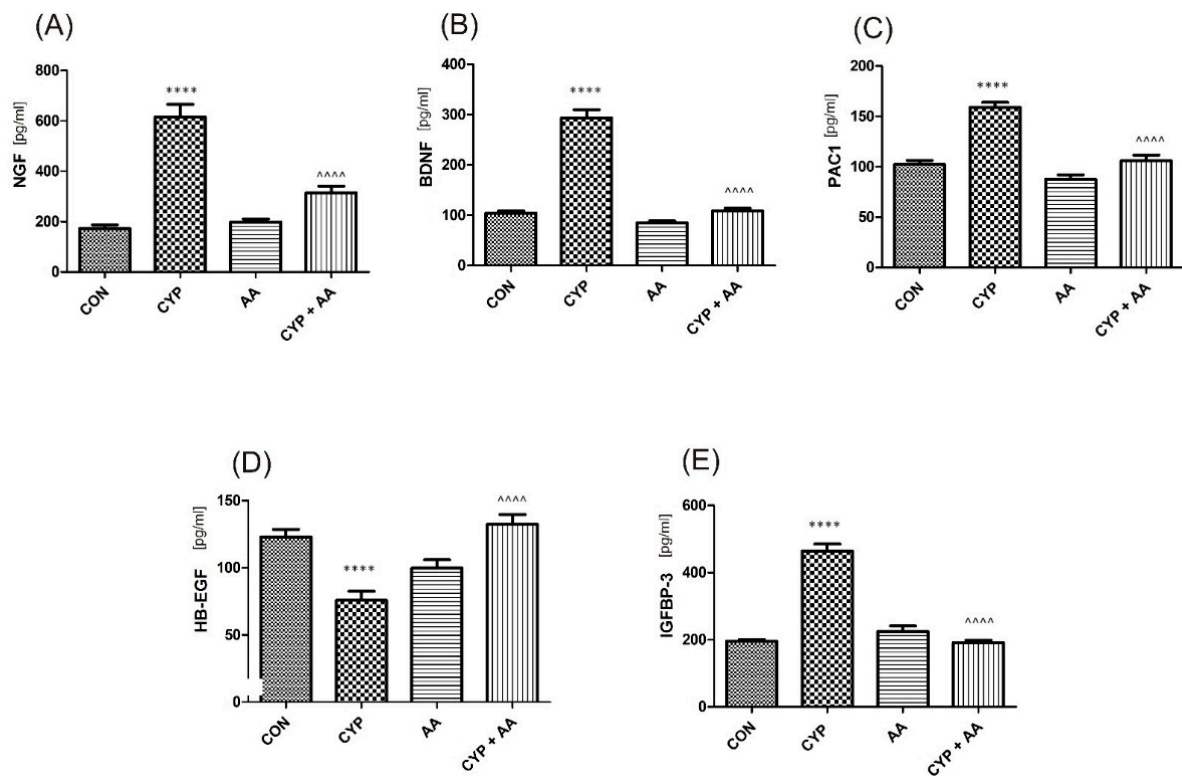 (A)
NGF [pg/ml]
800
600
400
200
0
****
^^^^
CON
CYP
AA
CYP + AA
(B)
BDNF [pg/ml]
400
300
200
100
0
****
^^^^
CON
CYP
AA
CYP + AA
(C)
PAC1 [pg/ml]
200
150
100
50
0
****
^^^^
CON
CYP
AA
CYP + AA
(D)
HB-EGF [pg/ml]
150
100
50
0
****
^^^^
CON
CYP
AA
CYP + AA
(E)
IGFBP-3 [pg/ml]
600
400
200
0
****
^^^^
CON
CYP
AA
CYP + AA